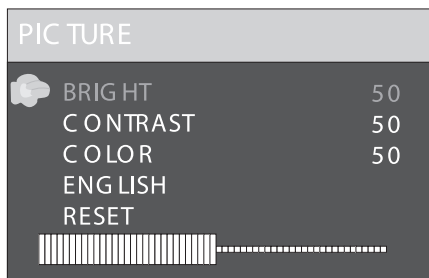 PICTURE
BRIGHT 50
CONTRAST 50
COLOR 50
ENGLISH
RESET